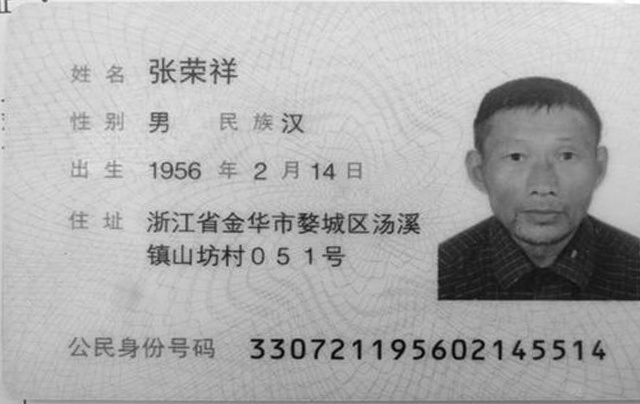 姓名 张荣祥
性别 男 民族 汉
出生 1956 年 2 月 14 日
住址 浙江省金华市婺城区汤溪
镇山坊村０５１号
公民身份号码 330721195602145514